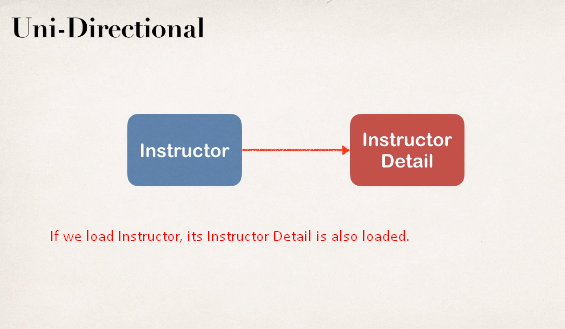 Uni-Directional
Instructor
Instructor
Detail
If we load Instructor, its Instructor Detail is also loaded.